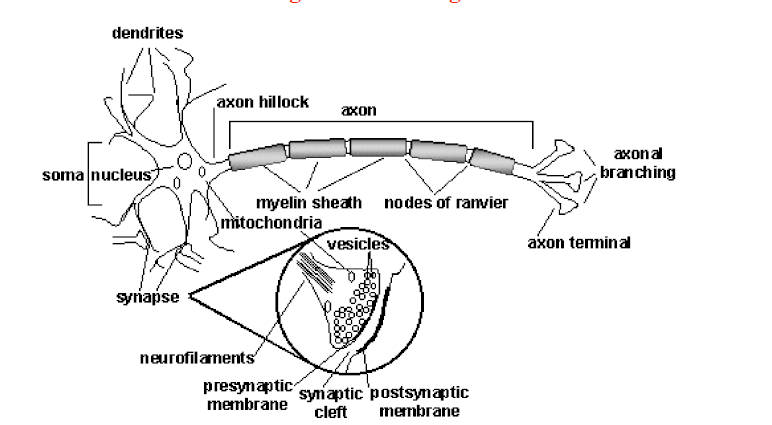 dendrites
axon hillock
axon
soma
nucleus
axonal
branching
myelin sheath
nodes of ranvier
mitochondria
vesicles
axon terminal
synapse
neurofilaments
presynaptic
membrane
synaptic
cleft
postsynaptic
membrane